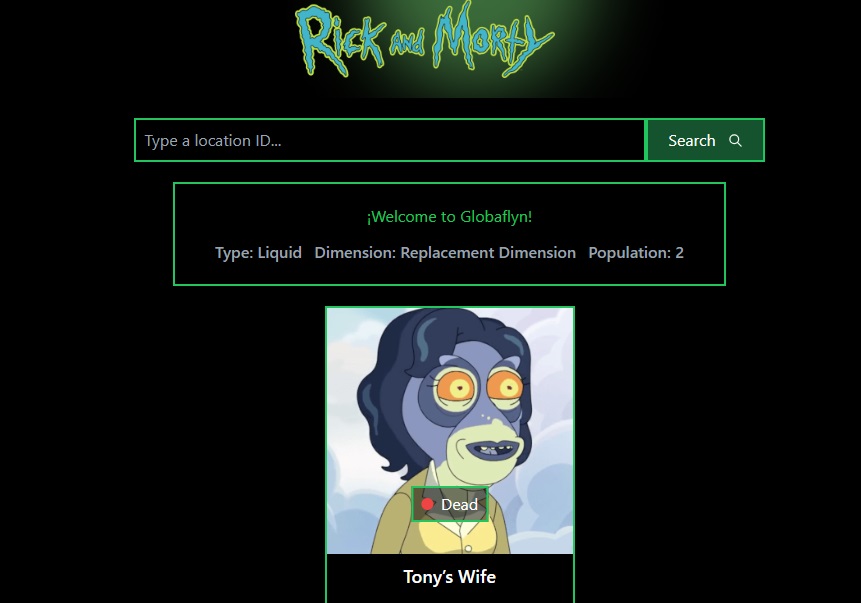 Rick and Morty
Type a location ID...
Search
¡Welcome to Globaflyn!
Type: Liquid Dimension: Replacement Dimension Population: 2
Dead
Tony’s Wife